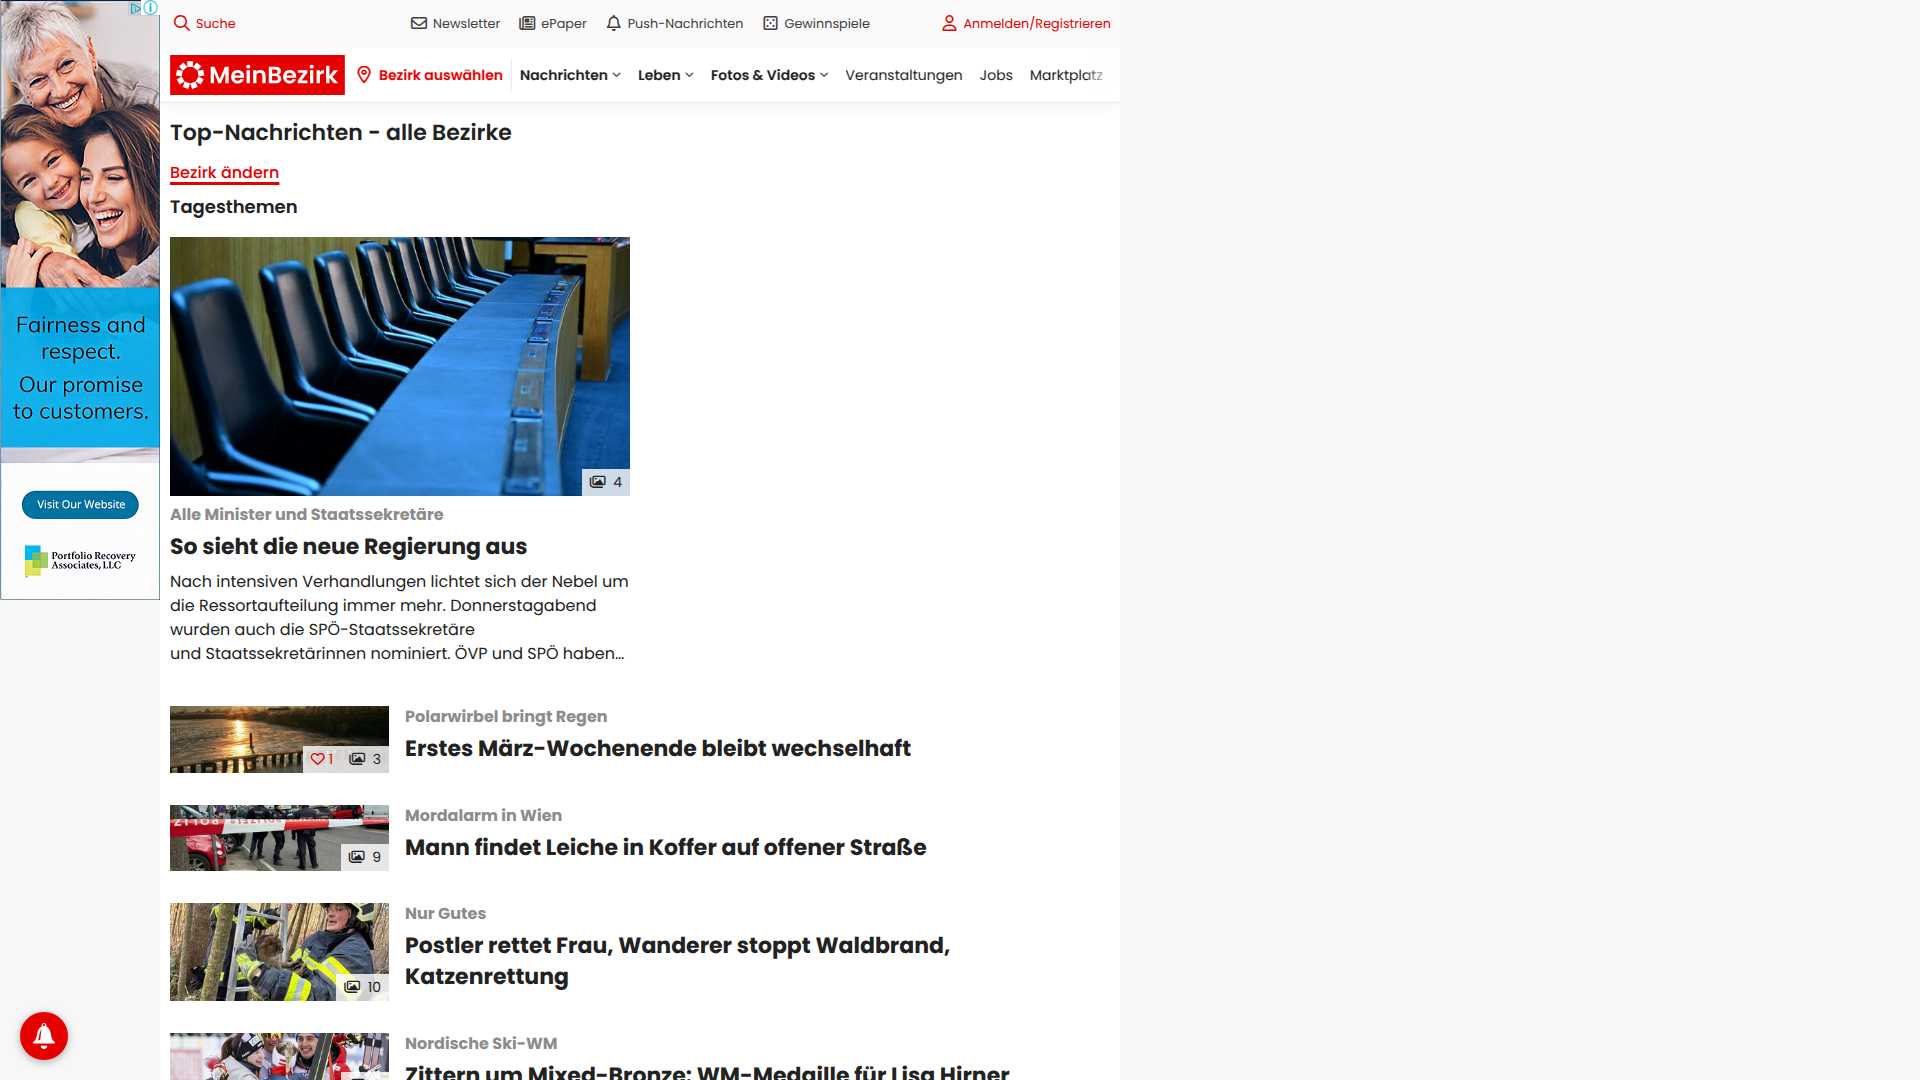 Suche
Newsletter
ePaper
Push-Nachrichten
Gewinnspiele
Anmelden/Registrieren
MeinBezirk
Bezirk auswählen
Nachrichten
Leben
Fotos & Videos
Veranstaltungen
Jobs
Marktplatz
Fairness and
respect.
Our promise
to customers.
Visit Our Website
Portfolio Recovery
Associates, LLC
Top-Nachrichten - alle Bezirke
Bezirk ändern
Tagesthemen
4
Alle Minister und Staatssekretäre
So sieht die neue Regierung aus
Nach intensiven Verhandlungen lichtet sich der Nebel um
die Ressortaufteilung immer mehr. Donnerstagabend
wurden auch die SPÖ-Staatssekretäre
und Staatssekretärinnen nominiert. ÖVP und SPÖ haben...
1
3
Polarwirbel bringt Regen
Erstes März-Wochenende bleibt wechselhaft
9
Mordalarm in Wien
Mann findet Leiche in Koffer auf offener Straße
10
Nur Gutes
Postler rettet Frau, Wanderer stoppt Waldbrand,
Katzenrettung
Nordische Ski-WM
Zittern um Mixed-Bronze: WM-Medaille für Lisa Hirner